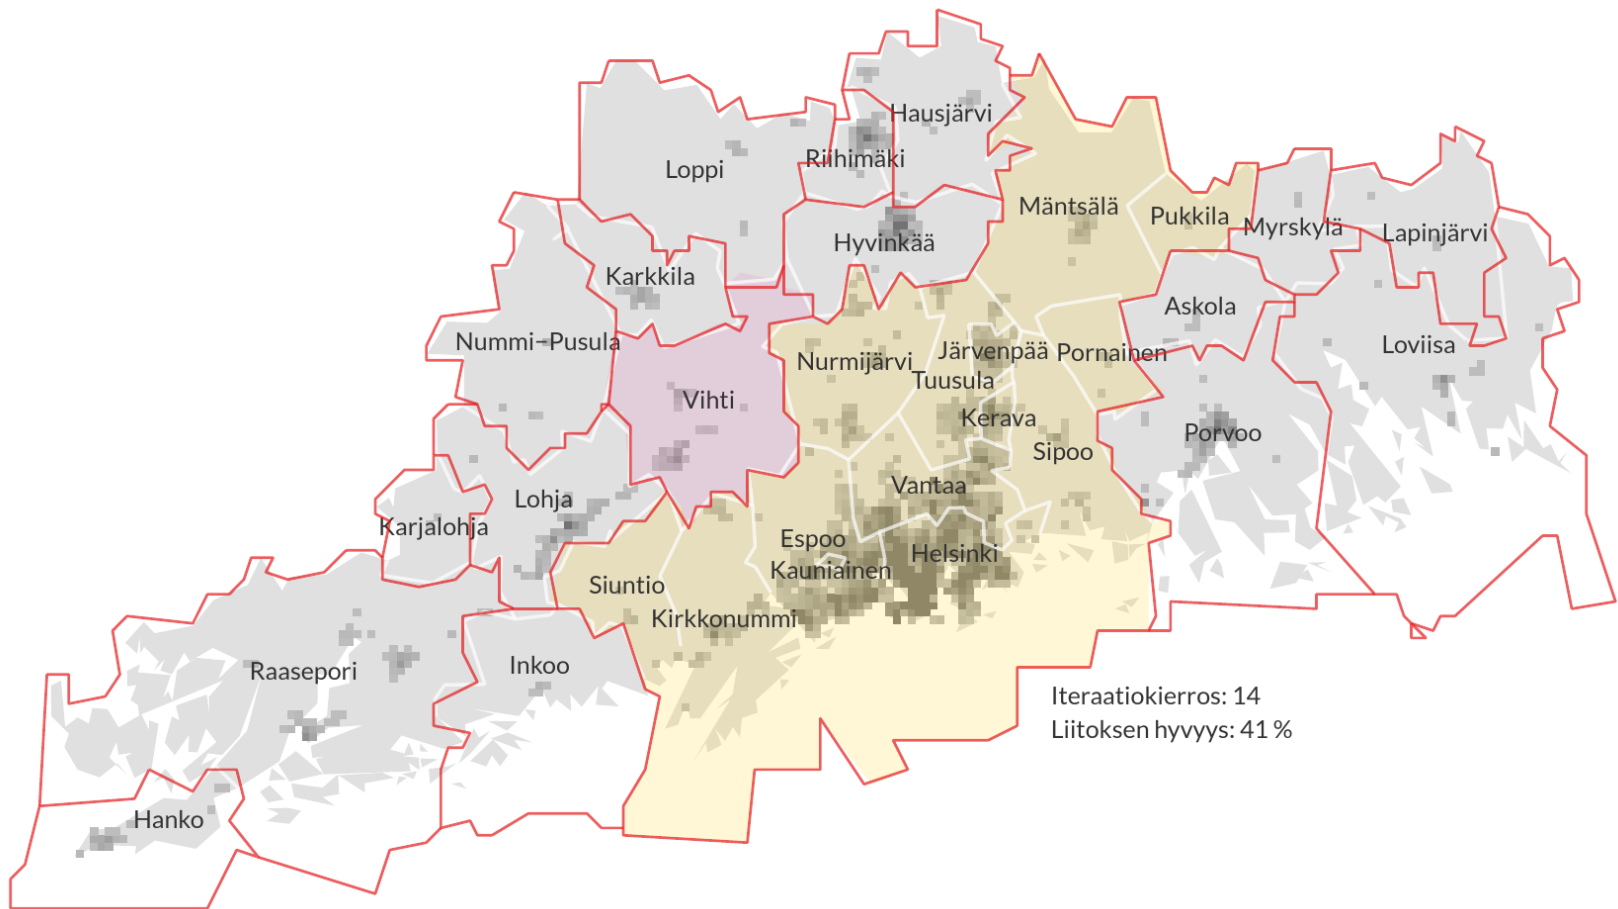 Hausjärvi
Riihimäki
Loppi
Mäntsälä
Pukkila
Myrskylä
Lapinjärvi
Hyvinkää
Karkkila
Askola
Nummi-Pusula
Loviisa
Järvenpää
Pornainen
Nurmijärvi
Tuusula
Vihti
Kerava
Porvoo
Sipoo
Vantaa
Lohja
Karjalohja
Espoo
Helsinki
Kauniainen
Siuntio
Kirkkonummi
Inkoo
Raasepori
Iteraatiokierros: 14
Liitoksen hyvyys: 41 %
Hanko